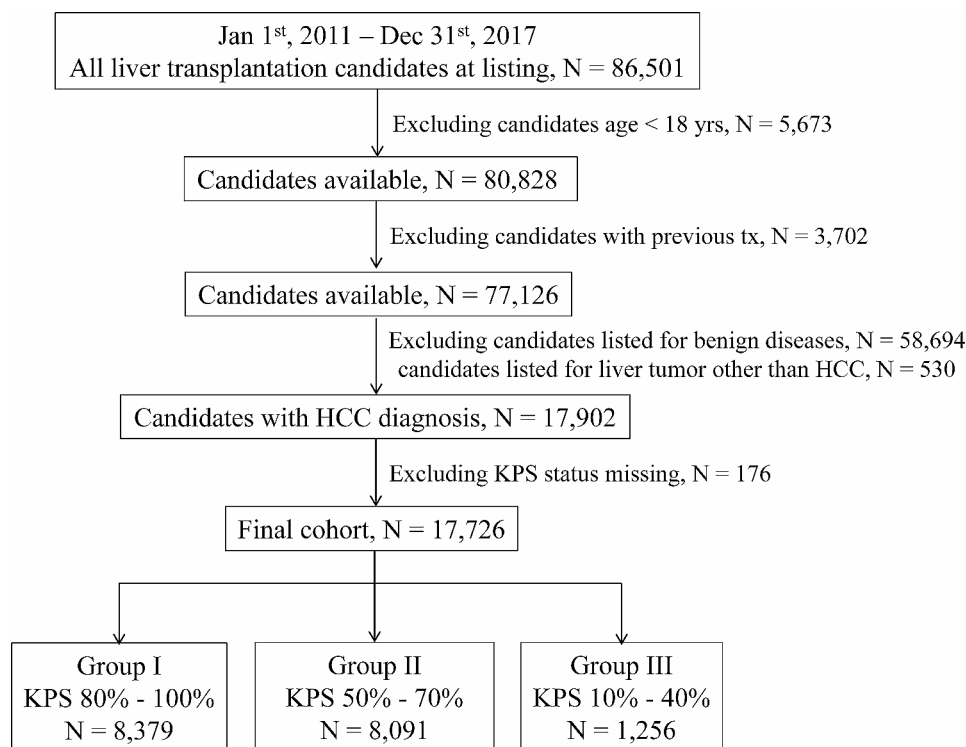 Jan 1st, 2011 – Dec 31st, 2017
All liver transplantation candidates at listing, N = 86,501
Excluding candidates age < 18 yrs, N = 5,673
Candidates available, N = 80,828
Excluding candidates with previous tx, N = 3,702
Candidates available, N = 77,126
Excluding candidates listed for benign diseases, N = 58,694
candidates listed for liver tumor other than HCC, N = 530
Candidates with HCC diagnosis, N = 17,902
Excluding KPS status missing, N = 176
Final cohort, N = 17,726
Group I
KPS 80% - 100%
N = 8,379
Group II
KPS 50% - 70%
N = 8,091
Group III
KPS 10% - 40%
N = 1,256